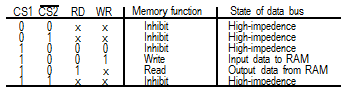 CS1 CS2 RD WR Memory function State of data bus
0 0 x x Inhibit High-impedence
0 1 x x Inhibit High-impedence
1 0 0 0 Inhibit High-impedence
1 0 0 1 Write Input data to RAM
1 0 1 x Read Output data from RAM
1 1 x x Inhibit High-impedence